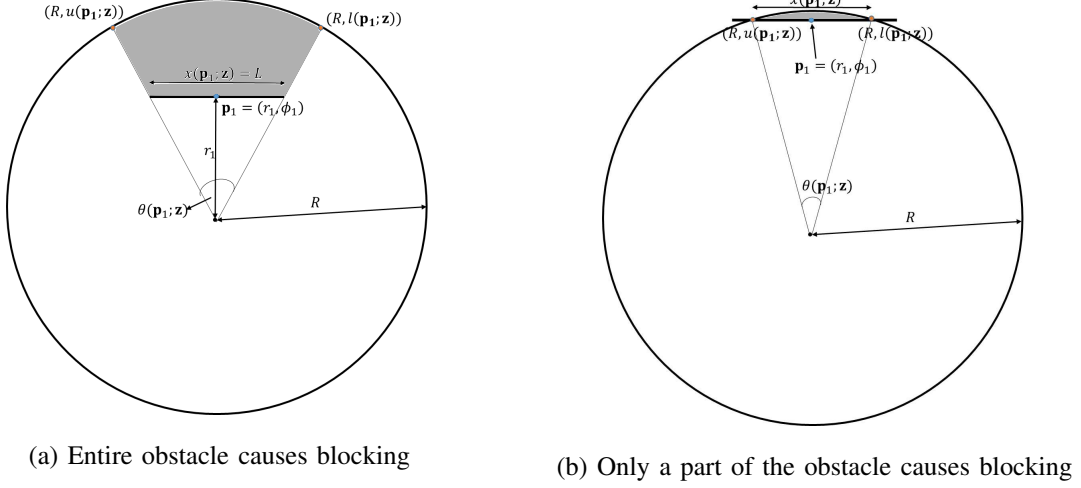 (R, u(p₁; z))
(R, l(p₁; z))
x(p₁; z) = L
p₁ = (r₁, ϕ₁)
r₁
θ(p₁; z)
R
(a) Entire obstacle causes blocking
x(p₁; z)
(R, u(p₁; z))
(R, l(p₁; z))
p₁ = (r₁, ϕ₁)
θ(p₁; z)
R
(b) Only a part of the obstacle causes blocking